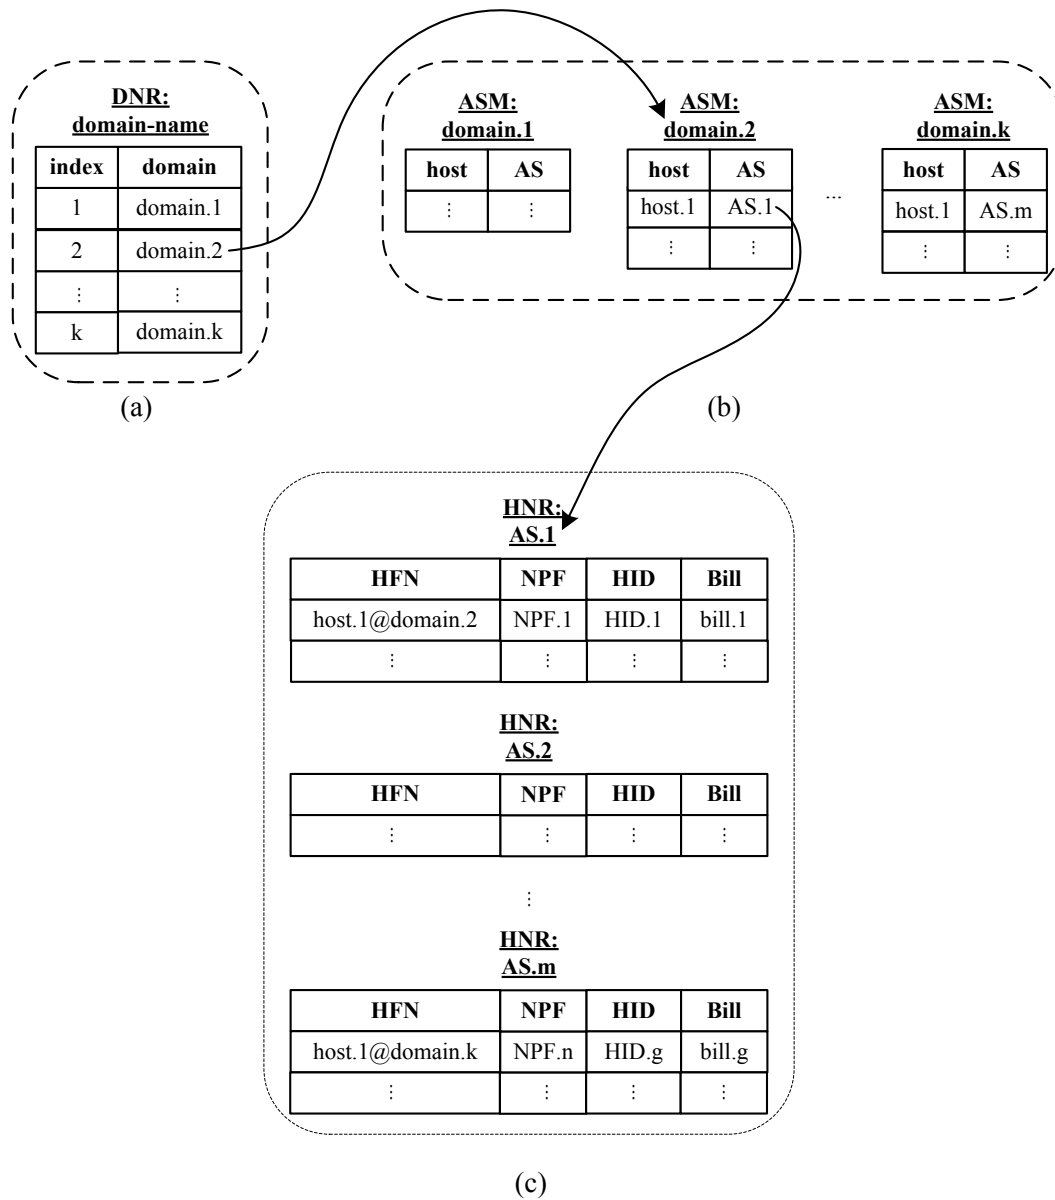 DNR:
domain-name
index domain
1 domain.1
2 domain.2
⋮ ⋮
k domain.k
(a)
ASM:
domain.1
host AS
⋮ ⋮
ASM:
domain.2
host AS
host.1 AS.1
⋮ ⋮
...
ASM:
domain.k
host AS
host.1 AS.m
⋮ ⋮
(b)
HNR:
AS.1
HFN NPF HID Bill
host.1@domain.2 NPF.1 HID.1 bill.1
⋮ ⋮ ⋮ ⋮
HNR:
AS.2
HFN NPF HID Bill
⋮ ⋮ ⋮ ⋮
⋮
HNR:
AS.m
HFN NPF HID Bill
host.1@domain.k NPF.n HID.g bill.g
⋮ ⋮ ⋮ ⋮
(c)